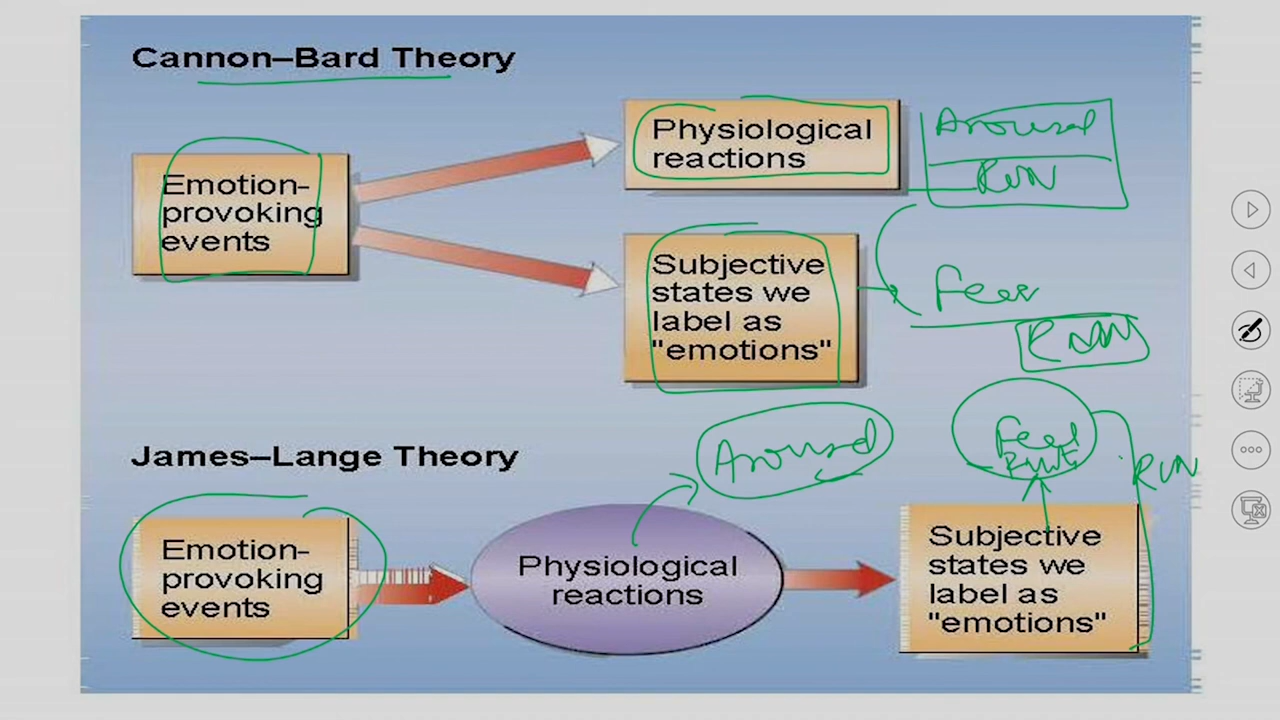 Cannon–Bard Theory
Emotion-
provoking
events
Physiological
reactions
Arousal
RUN
Subjective
states we
label as
"emotions"
Fear
RUN
James–Lange Theory
Emotion-
provoking
events
Aroused
Physiological
reactions
Fear
RUN
Subjective
states we
label as
"emotions"